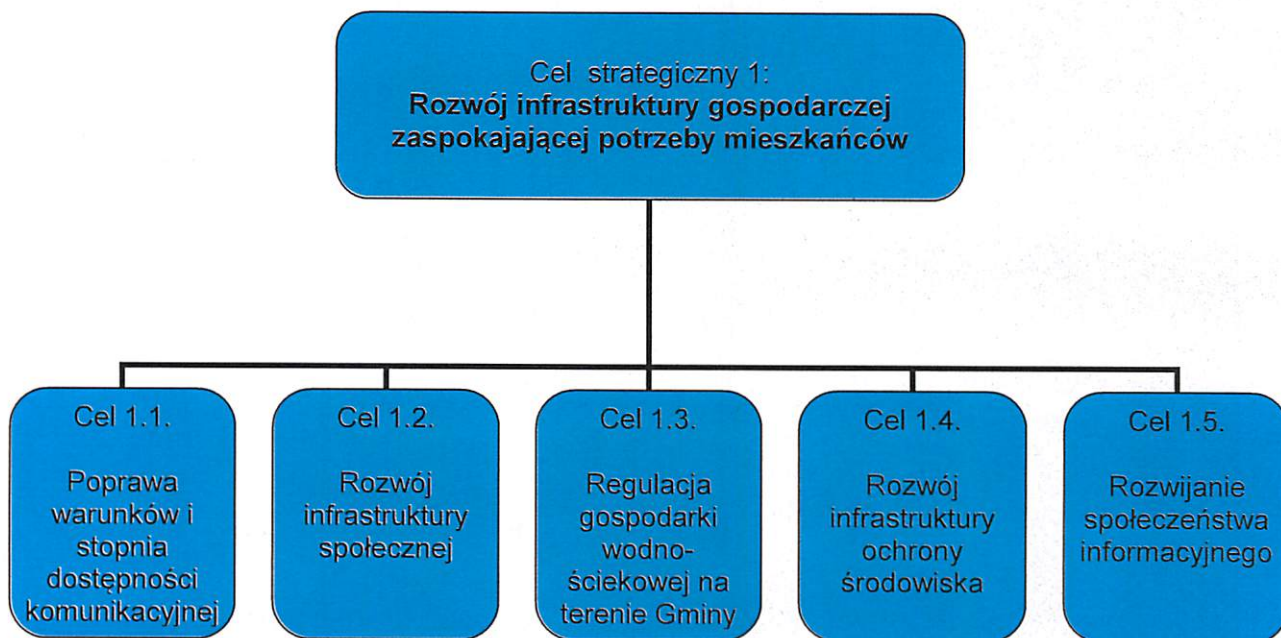 Cel strategiczny 1:
Rozwój infrastruktury gospodarczej
zaspokajającej potrzeby mieszkańców
Cel 1.1.
Poprawa
warunków i
stopnia
dostępności
komunikacyjnej
Cel 1.2.
Rozwój
infrastruktury
społecznej
Cel 1.3.
Regulacja
gospodarki
wodno-
ściekowej na
terenie Gminy
Cel 1.4.
Rozwój
infrastruktury
ochrony
środowiska
Cel 1.5.
Rozwijanie
społeczeństwa
informacyjnego